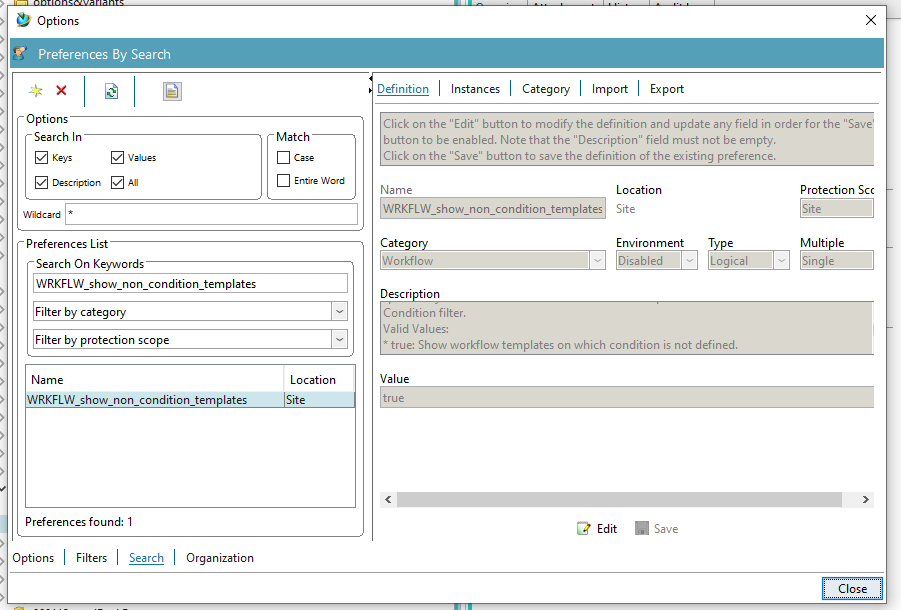 options&variants
Options
Preferences By Search
Options
Search In
Keys
Values
Description
All
Match
Case
Entire Word
Wildcard *
Preferences List
Search On Keywords
WRKFLW_show_non_condition_templates
Filter by category
Filter by protection scope
Name Location
WRKFLW_show_non_condition_templates Site
Preferences found: 1
Options Filters Search Organization
Definition Instances Category Import Export
Click on the "Edit" button to modify the definition and update any field in order for the "Save"
button to be enabled. Note that the "Description" field must not be empty.
Click on the "Save" button to save the definition of the existing preference.
Name Location Protection Sco
WRKFLW_show_non_condition_templates Site Site
Category Environment Type Multiple
Workflow Disabled Logical Single
Description
Condition filter.
Valid Values:
* true: Show workflow templates on which condition is not defined.
Value
true
Edit Save
Close